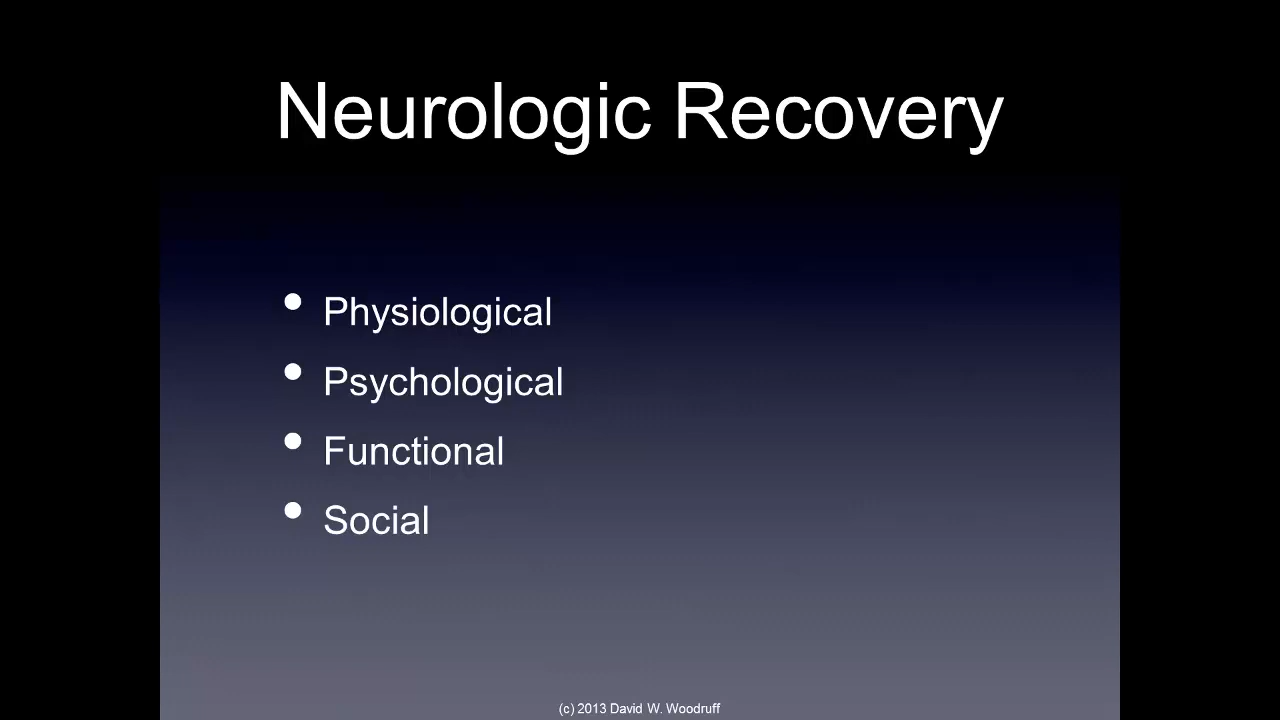 Neurologic Recovery
• Physiological
• Psychological
• Functional
• Social
(c) 2013 David W. Woodruff